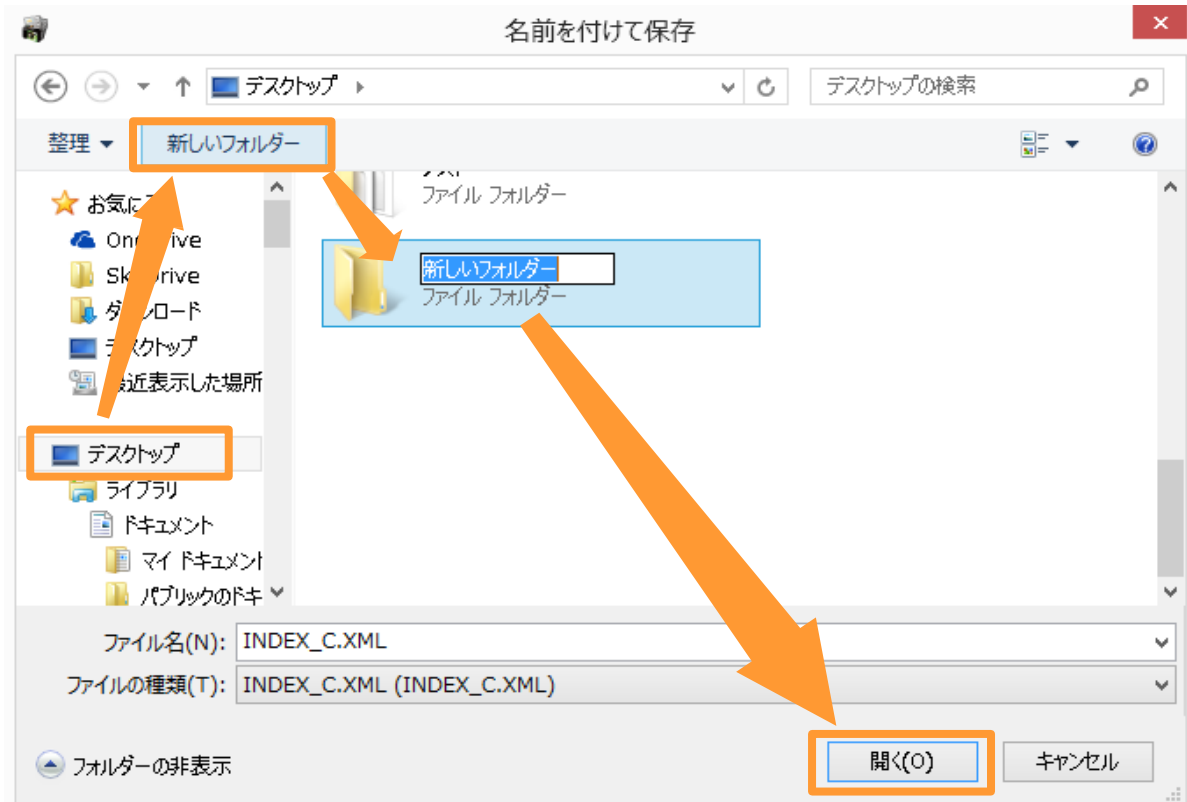 名前を付けて保存
デスクトップ
デスクトップの検索
整理
新しいフォルダー
お気に
ファイル フォルダー
OneDrive
新しいフォルダー
SkyDrive
ファイル フォルダー
ダウンロード
デスクトップ
最近表示した場所
デスクトップ
ライブラリ
ドキュメント
マイ ドキュメント
パブリックのドキ
ファイル名(N): INDEX_C.XML
ファイルの種類(T): INDEX_C.XML (INDEX_C.XML)
フォルダーの非表示
開く(O)
キャンセル